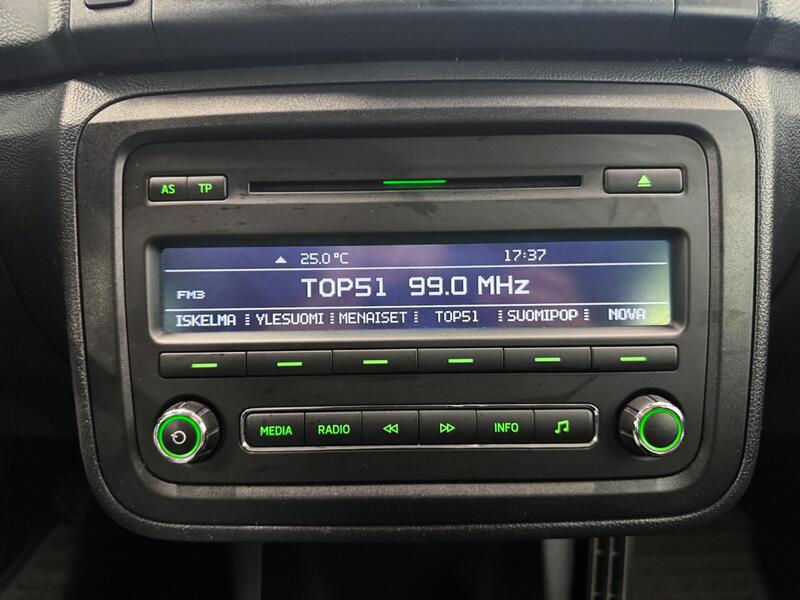 AS TP
25.0 °C 17:37
FM3 TOP51 99.0 MHz
ISKELMA YLESUOMI MENAISET TOP51 SUOMIPOP NOVA
MEDIA RADIO INFO